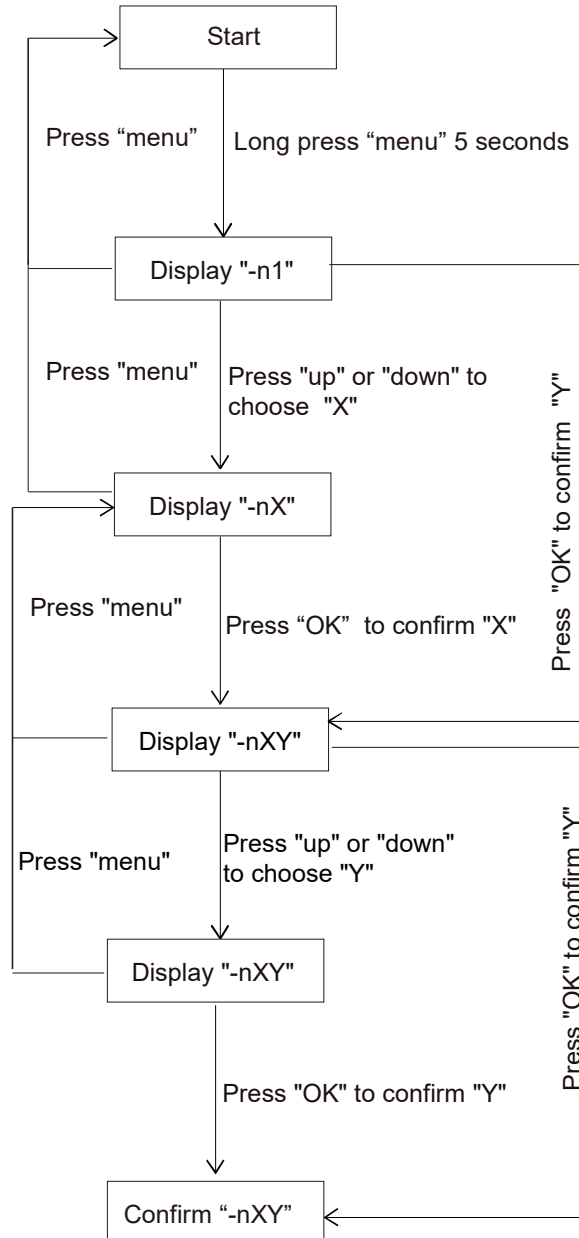 Start
Press “menu”
Long press “menu” 5 seconds
Display "-n1"
Press "menu"
Press "up" or "down" to
choose "X"
Press "OK" to confirm "Y"
Display "-nX"
Press "menu"
Press “OK” to confirm "X"
Display "-nXY"
Press "menu"
Press "up" or "down"
to choose "Y"
Press "OK" to confirm "Y"
Display "-nXY"
Press "OK" to confirm "Y"
Confirm “-nXY”